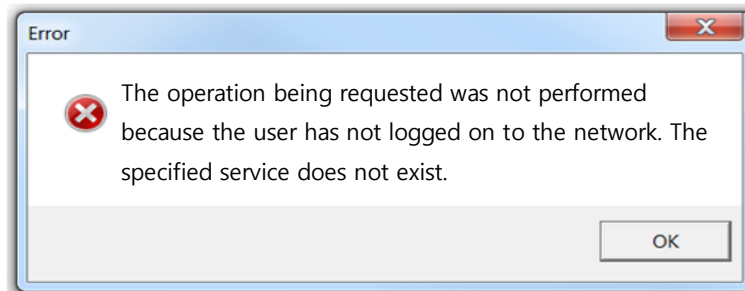 Error
The operation being requested was not performed
because the user has not logged on to the network. The
specified service does not exist.
OK